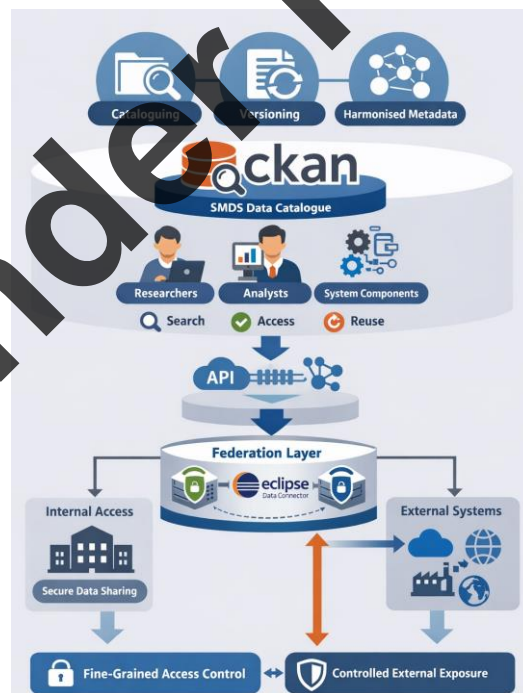 Cataloguing
Versioning
Harmonised Metadata
ckan
SMDS Data Catalogue
Researchers
Analysts
System Components
Search
Access
Reuse
API
Federation Layer
eclipse
Data Connector
Internal Access
External Systems
Secure Data Sharing
Fine-Grained Access Control
Controlled External Exposure
nder